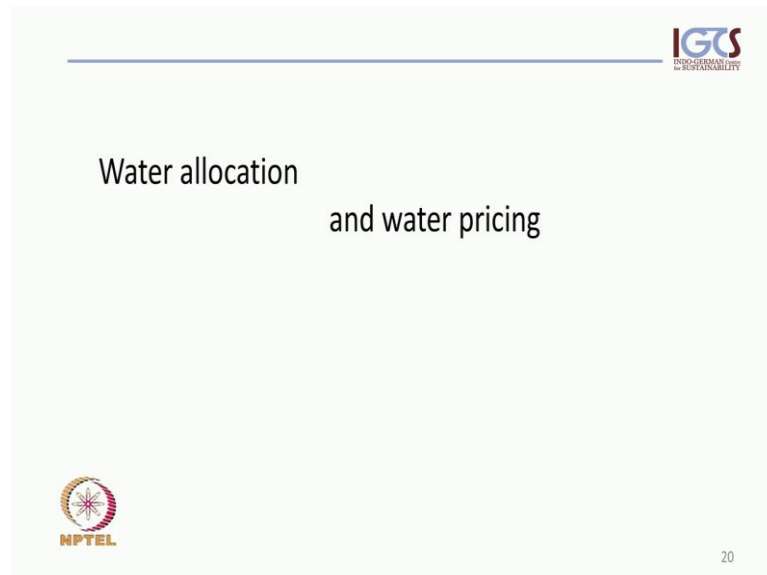 IGCS
INDO-GERMAN Centre
for SUSTAINABILITY
Water allocation
and water pricing
NPTEL
20